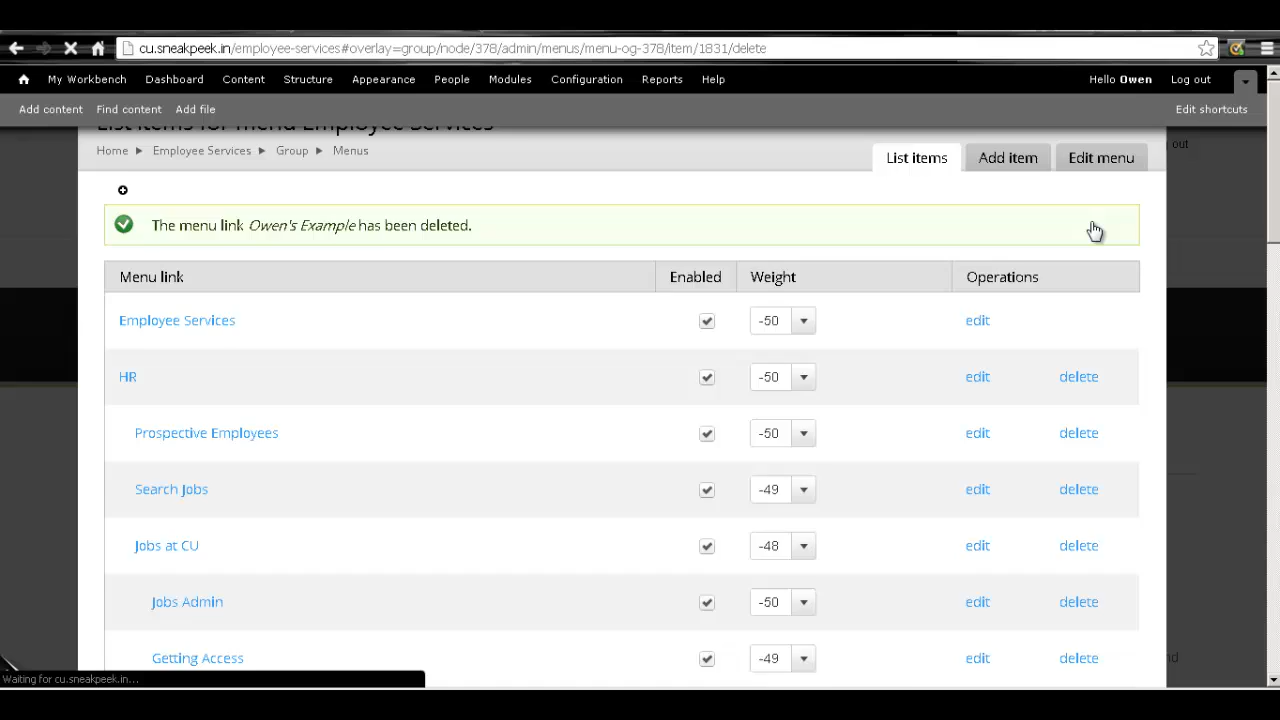 cu.sneakpeek.in/employee-services#overlay=group/node/378/admin/menus/menu-og-378/item/1831/delete
My Workbench Dashboard Content Structure Appearance People Modules Configuration Reports Help Hello Owen Log out
Add content Find content Add file Edit shortcuts
List items for menu Employee Services
out
Home Employee Services Group Menus
List items Add item Edit menu
The menu link Owen's Example has been deleted.
Menu link Enabled Weight Operations
Employee Services -50 edit
HR -50 edit delete
Prospective Employees -50 edit delete
Search Jobs -49 edit delete
Jobs at CU -48 edit delete
Jobs Admin -50 edit delete
Getting Access -49 edit delete
Waiting for cu.sneakpeek.in...